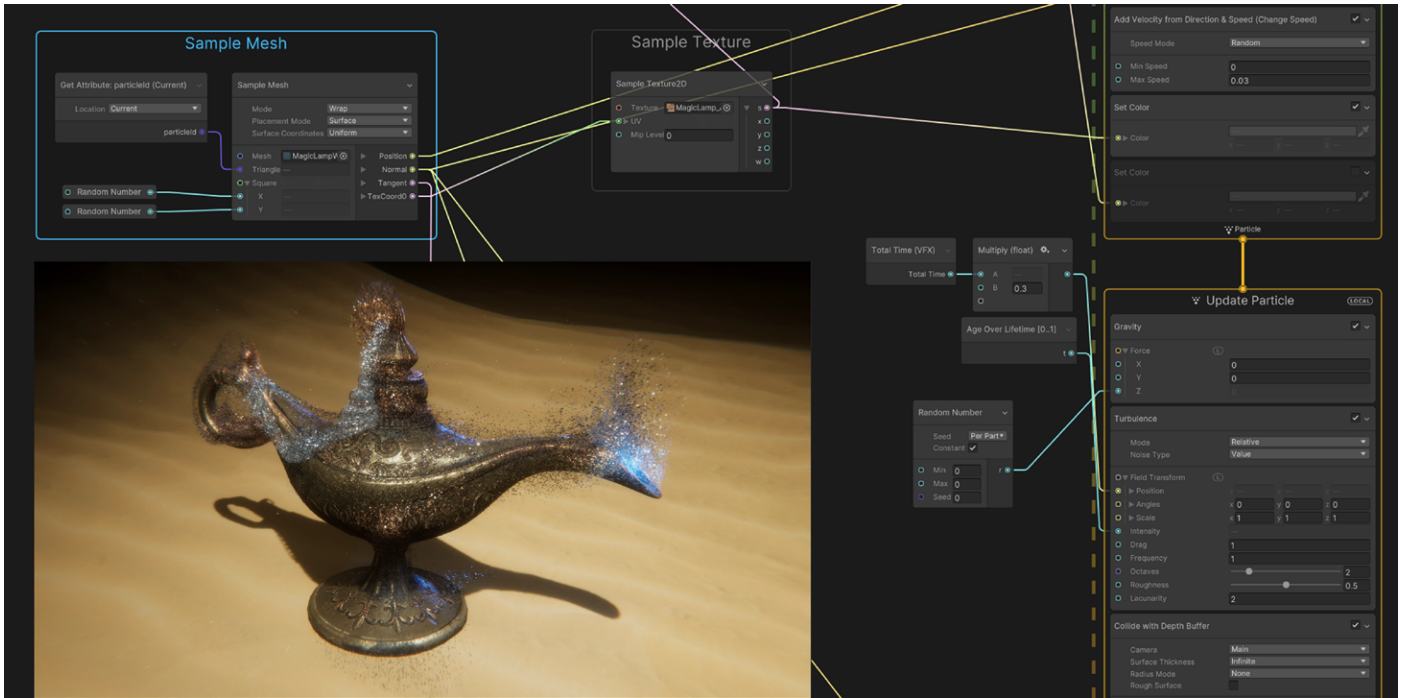 Sample Mesh
Get Attribute: particleId (Current)
Location Current
particleId
Sample Mesh
Mode Wrap
Placement Mode Surface
Surface Coordinates Uniform
Mesh MagicLampV
Triangle
Square
X
Y
Position
Normal
Tangent
TexCoord0
Random Number
Random Number
Sample Texture
Sample Texture2D
Texture MagicLamp_
UV
Mip Level 0
s
x
y
z
w
Total Time (VFX)
Total Time
Multiply (float)
A
B 0.3
Age Over Lifetime [0..1]
t
Random Number
Seed Per Part
Constant
Min 0
Max 0
Seed 0
r
Add Velocity from Direction & Speed (Change Speed)
Speed Mode Random
Min Speed 0
Max Speed 0.03
Set Color
Color
x y z
Set Color
Color
x y z
Particle
Update Particle LOCAL
Gravity
Force L
X 0
Y 0
Z
Turbulence
Mode Relative
Noise Type Value
Field Transform L
Position
Angles x 0 y 0 z 0
Scale x 1 y 1 z 1
Intensity
Drag 1
Frequency 1
Octaves 2
Roughness 0.5
Lacunarity 2
Collide with Depth Buffer
Camera Main
Surface Thickness Infinite
Radius Mode None
Rough Surface